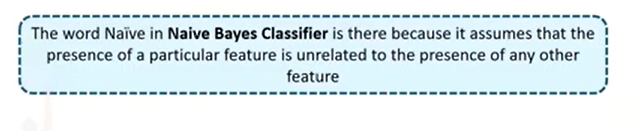 The word Naïve in Naive Bayes Classifier is there because it assumes that the
presence of a particular feature is unrelated to the presence of any other
feature